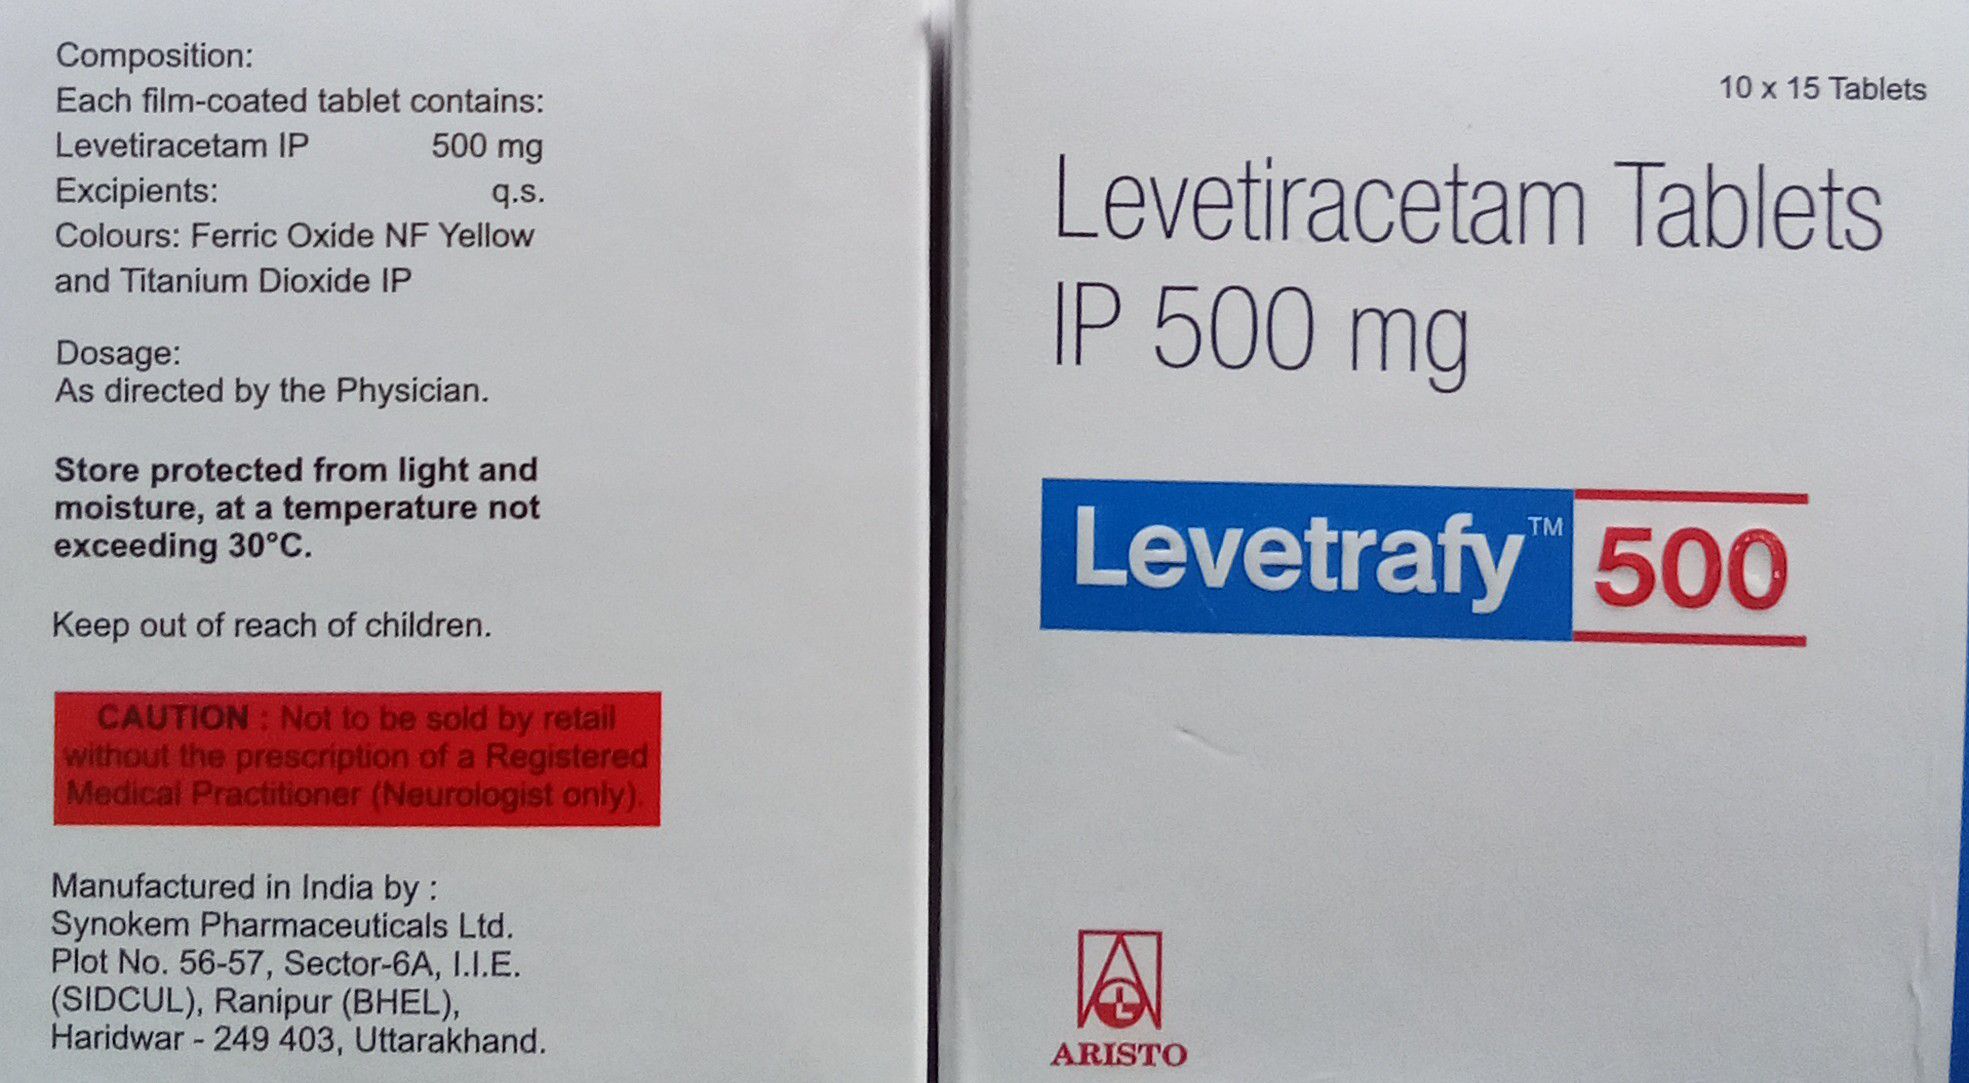 Composition:
Each film-coated tablet contains:
Levetiracetam IP 500 mg
Excipients: q.s.
Colours: Ferric Oxide NF Yellow
and Titanium Dioxide IP
Dosage:
As directed by the Physician.
Store protected from light and
moisture, at a temperature not
exceeding 30°C.
Keep out of reach of children.
CAUTION : Not to be sold by retail
without the prescription of a Registered
Medical Practitioner (Neurologist only).
Manufactured in India by :
Synokem Pharmaceuticals Ltd.
Plot No. 56-57, Sector-6A, I.I.E.
(SIDCUL), Ranipur (BHEL),
Haridwar - 249 403, Uttarakhand.
10 x 15 Tablets
Levetiracetam Tablets
IP 500 mg
Levetrafy™ 500
ARISTO